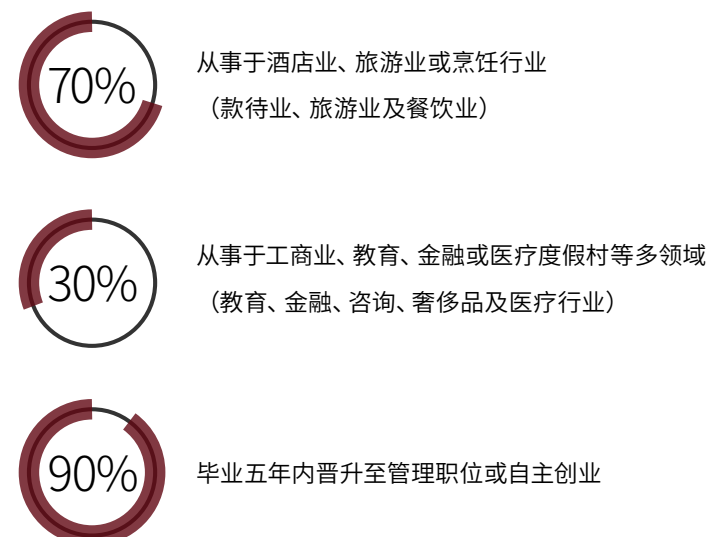 70%
从事于酒店业、旅游业或烹饪行业
（款待业、旅游业及餐饮业）
30%
从事于工商业、教育、金融或医疗度假村等多领域
（教育、金融、咨询、奢侈品及医疗行业）
90%
毕业五年内晋升至管理职位或自主创业